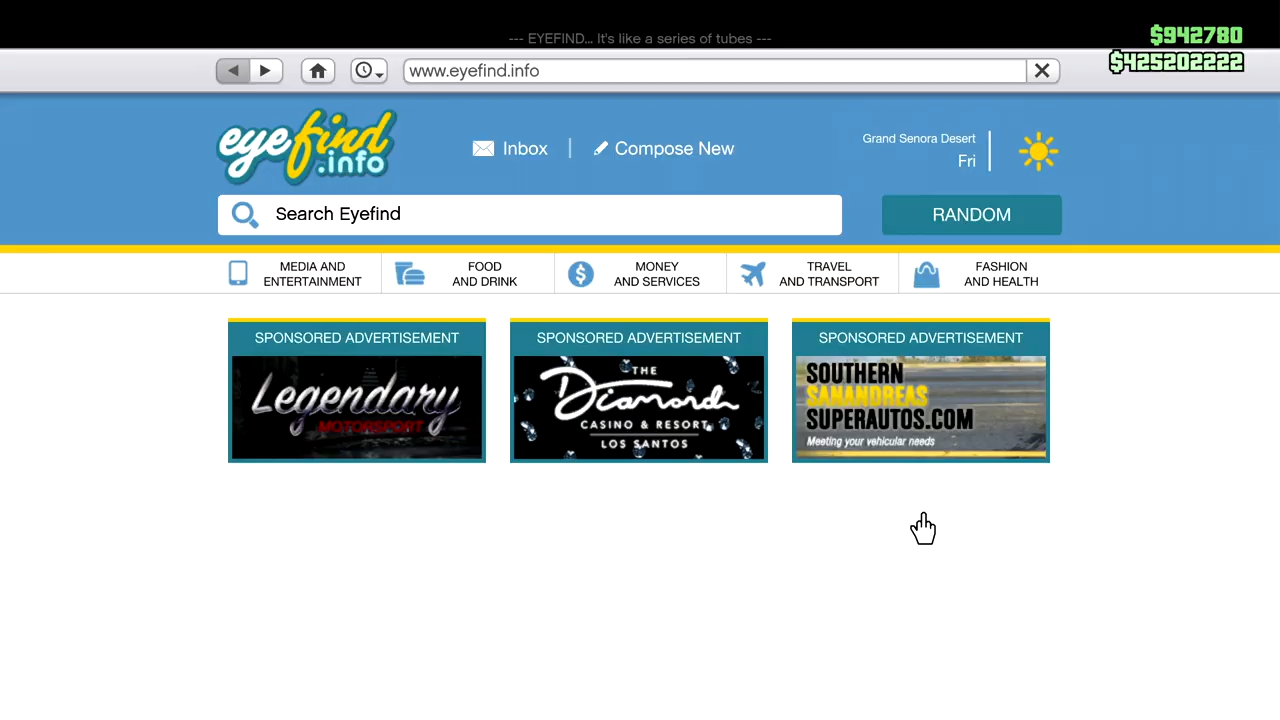 --- EYEFIND... It's like a series of tubes ---
$942780
$425202222
www.eyefind.info
eyefind
.info
Inbox
Compose New
Grand Senora Desert
Fri
Search Eyefind
RANDOM
MEDIA AND
ENTERTAINMENT
FOOD
AND DRINK
MONEY
AND SERVICES
TRAVEL
AND TRANSPORT
FASHION
AND HEALTH
SPONSORED ADVERTISEMENT
Legendary
MOTORSPORT
SPONSORED ADVERTISEMENT
THE
Diamond
CASINO & RESORT
LOS SANTOS
SPONSORED ADVERTISEMENT
SOUTHERN
SANANDREAS
SUPERAUTOS.COM
Meeting your vehicular needs